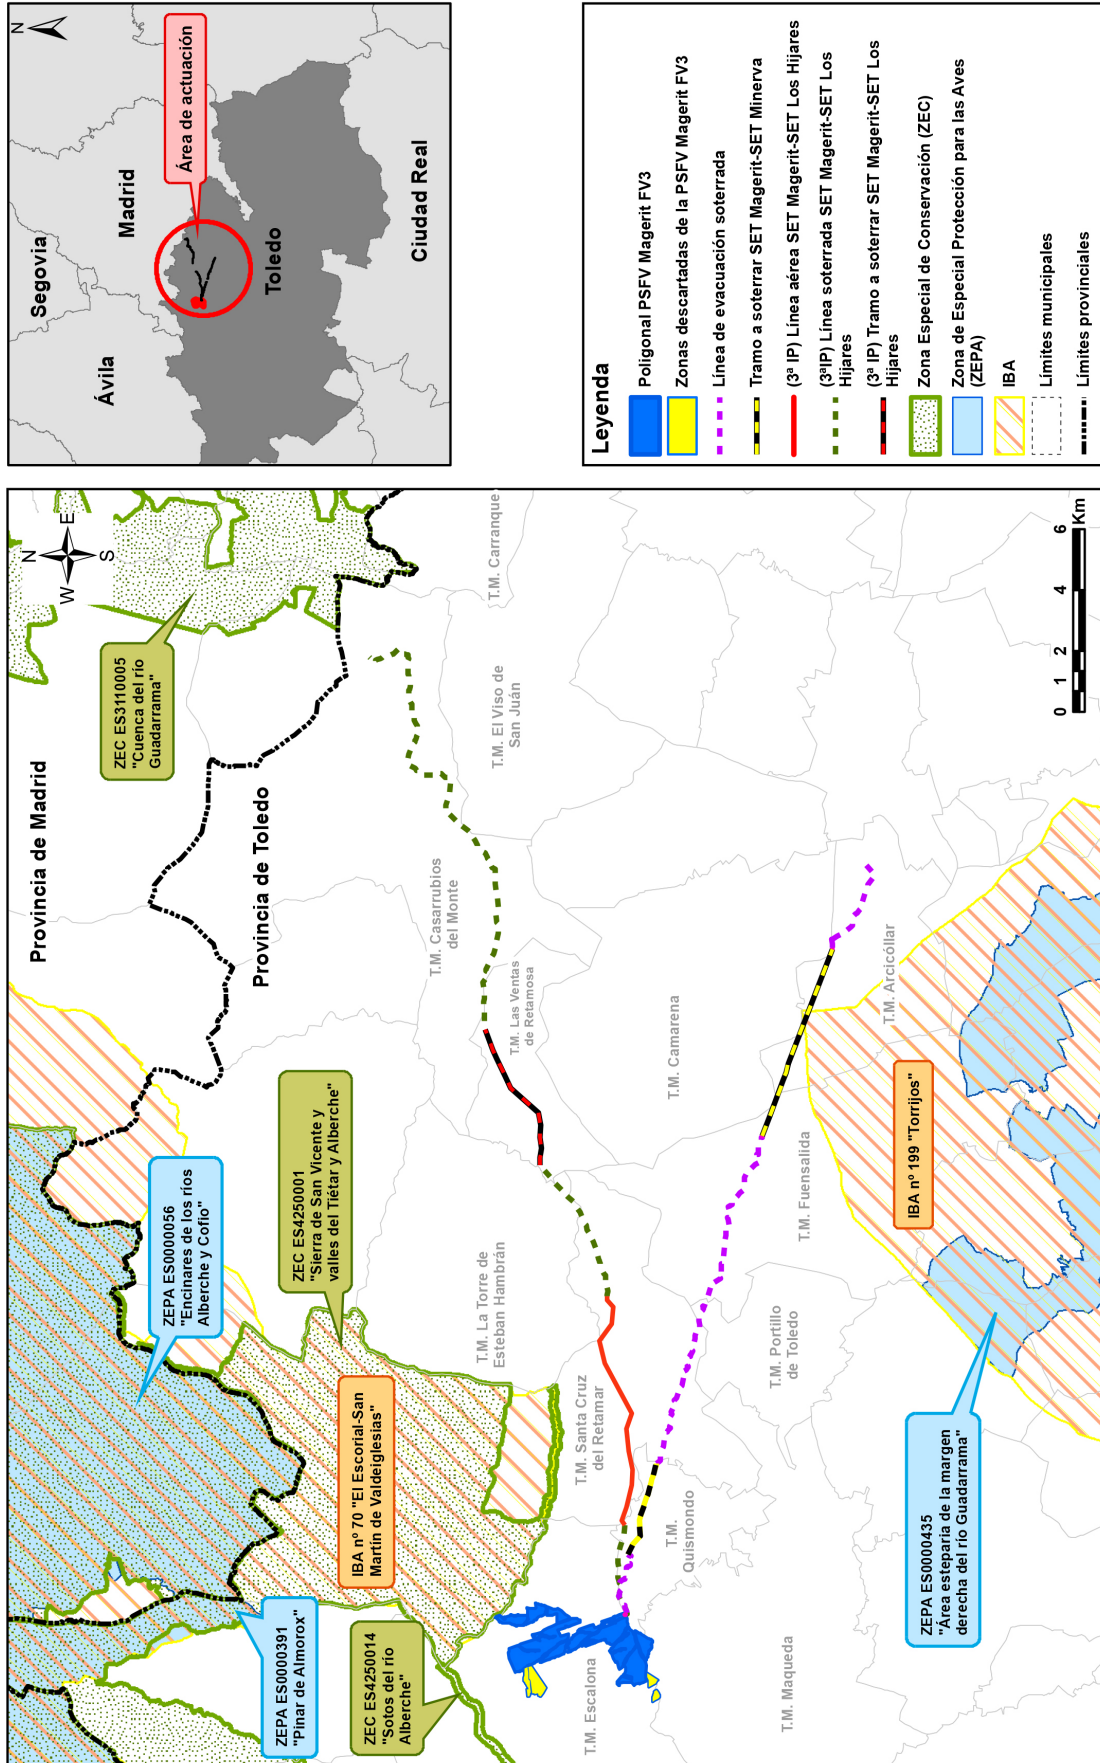 Provincia de Madrid
Provincia de Toledo
N
W
E
S
ZEC ES3110005
"Cuenca del río
Guadarrama"
ZEPA ES0000056
"Encinares de los ríos
Alberche y Cofio"
ZEC ES4250001
"Sierra de San Vicente y
valles del Tiétar y Alberche"
IBA nº 70 "El Escorial-San
Martín de Valdeiglesias"
ZEPA ES0000391
"Pinar de Almorox"
ZEC ES4250014
"Sotos del río
Alberche"
T.M. Carranque
T.M. El Viso de
San Juán
T.M. Casarrubios
del Monte
T.M. Las Ventas
de Retamosa
T.M. La Torre de
Esteban Hambrán
T.M. Santa Cruz
del Retamar
T.M. Escalona
T.M.
Quismondo
T.M. Camarena
T.M. Fuensalida
T.M. Portillo
de Toledo
T.M. Maqueda
T.M. Arcicóllar
IBA nº 199 "Torrijos"
ZEPA ES0000435
"Área esteparia de la margen
derecha del río Guadarrama"
0 1 2 4 6
Km
N
Segovia
Ávila
Madrid
Área de actuación
Toledo
Ciudad Real
Leyenda
Poligonal PSFV Magerit FV3
Zonas descartadas de la PSFV Magerit FV3
Línea de evacuación soterrada
Tramo a soterrar SET Magerit-SET Minerva
(3ª IP) Línea aérea SET Magerit-SET Los Hijares
(3ªIP) Línea soterrada SET Magerit-SET Los
Hijares
(3ª IP) Tramo a soterrar SET Magerit-SET Los
Hijares
Zona Especial de Conservación (ZEC)
Zona de Especial Protección para las Aves
(ZEPA)
IBA
Límites municipales
Límites provinciales